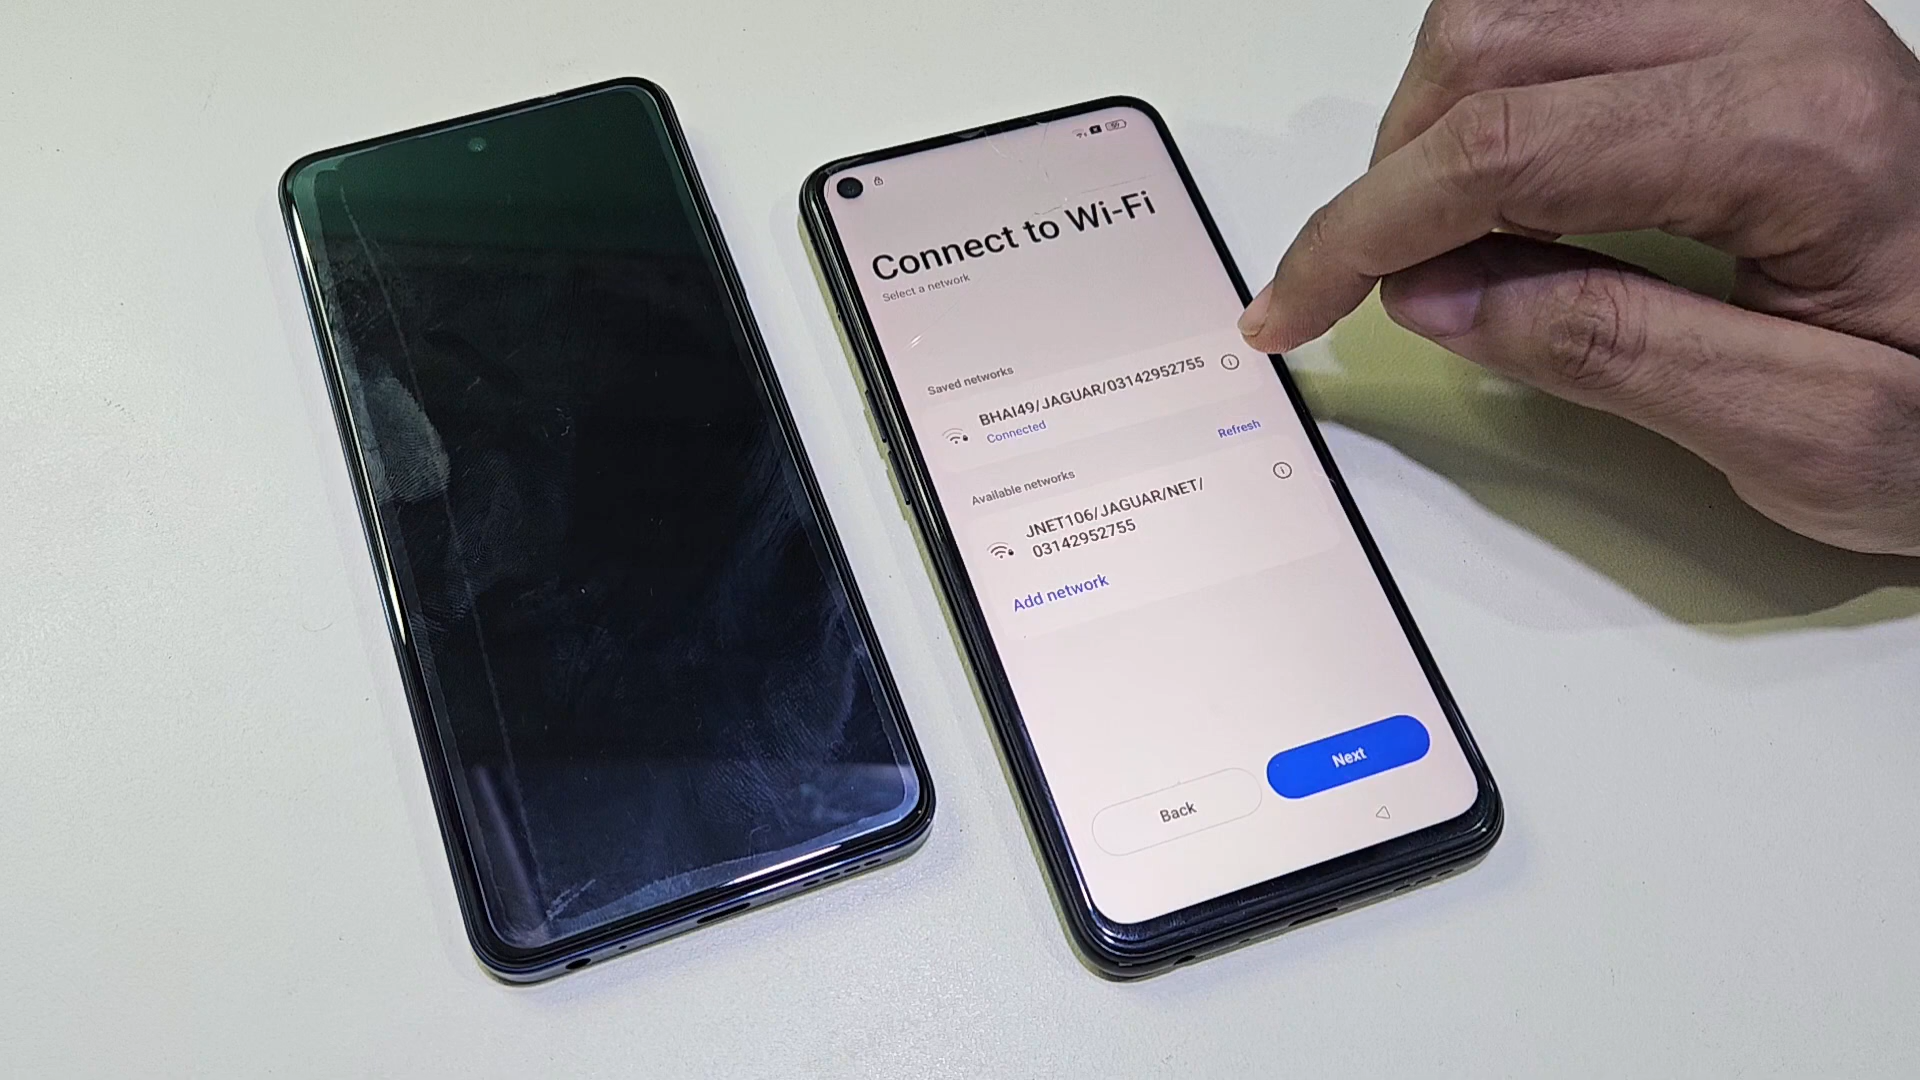 Connect to Wi-Fi
Select a network
Saved networks
BHAI49/JAGUAR/03142952755
Connected
Refresh
Available networks
JNET106/JAGUAR/NET/
03142952755
Add network
Back
Next